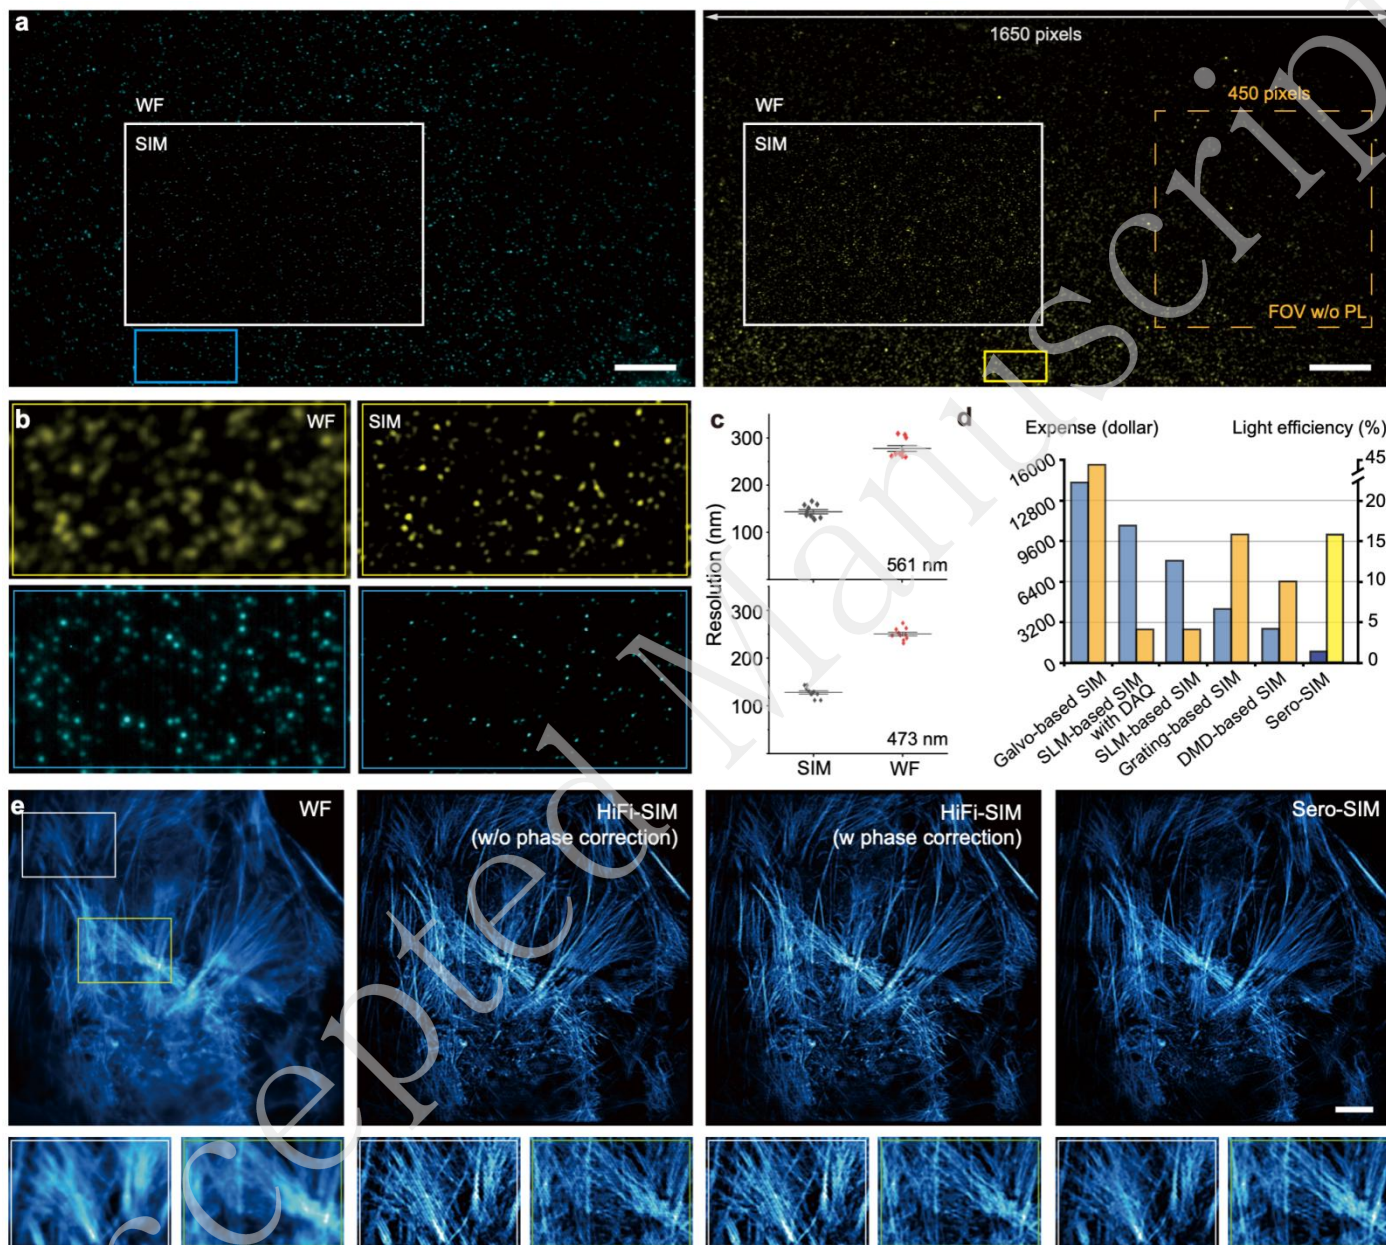 a
WF
SIM
1650 pixels
WF
SIM
450 pixels
FOV w/o PL
b
WF
SIM
c
Resolution (nm)
300
200
100
561 nm
300
200
100
473 nm
SIM
WF
d
Expense (dollar)
Light efficiency (%)
16000
12800
9600
6400
3200
0
45
20
15
10
5
0
Galvo-based SIM
SLM-based SIM
with DAQ
SLM-based SIM
Grating-based SIM
DMD-based SIM
Sero-SIM
e
WF
HiFi-SIM
(w/o phase correction)
HiFi-SIM
(w phase correction)
Sero-SIM
cepted Manuscrip